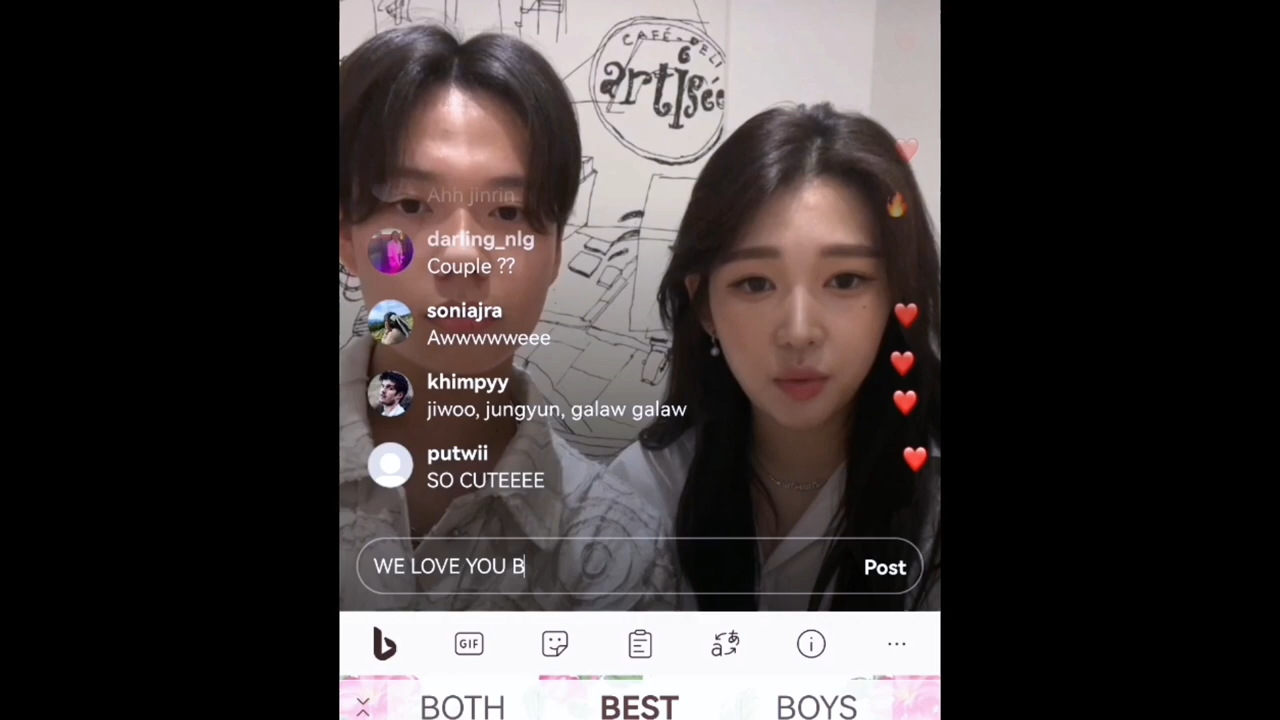 CAFÉ-DELI
artisée
Ahh jinrin
darling_nlg
Couple ??
soniajra
Awwwwweee
khimpyy
jiwoo, jungyun, galaw galaw
putwii
SO CUTEEEE
WE LOVE YOU B
Post
GIF
BOTH
BEST
BOYS